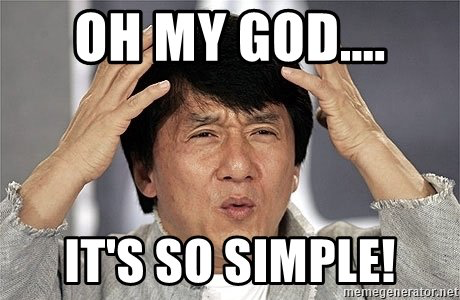 OH MY GOD....
IT'S SO SIMPLE!
memegenerator.net